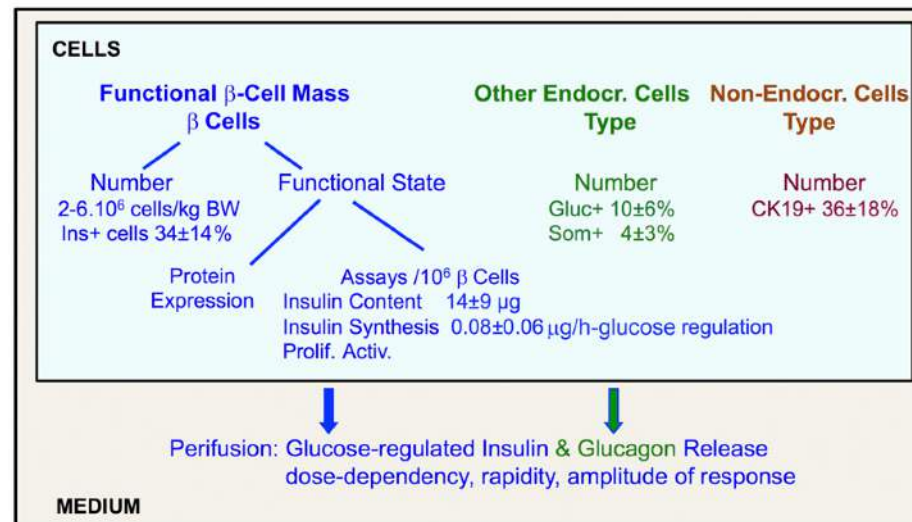 CELLS
Functional β-Cell Mass
β Cells
Number
2-6.10⁶ cells/kg BW
Ins+ cells 34±14%
Functional State
Protein
Expression
Assays /10⁶ β Cells
Insulin Content 14±9 µg
Insulin Synthesis 0.08±0.06 µg/h-glucose regulation
Prolif. Activ.
Other Endocr. Cells
Type
Number
Gluc+ 10±6%
Som+ 4±3%
Non-Endocr. Cells
Type
Number
CK19+ 36±18%
Perifusion: Glucose-regulated Insulin & Glucagon Release
dose-dependency, rapidity, amplitude of response
MEDIUM